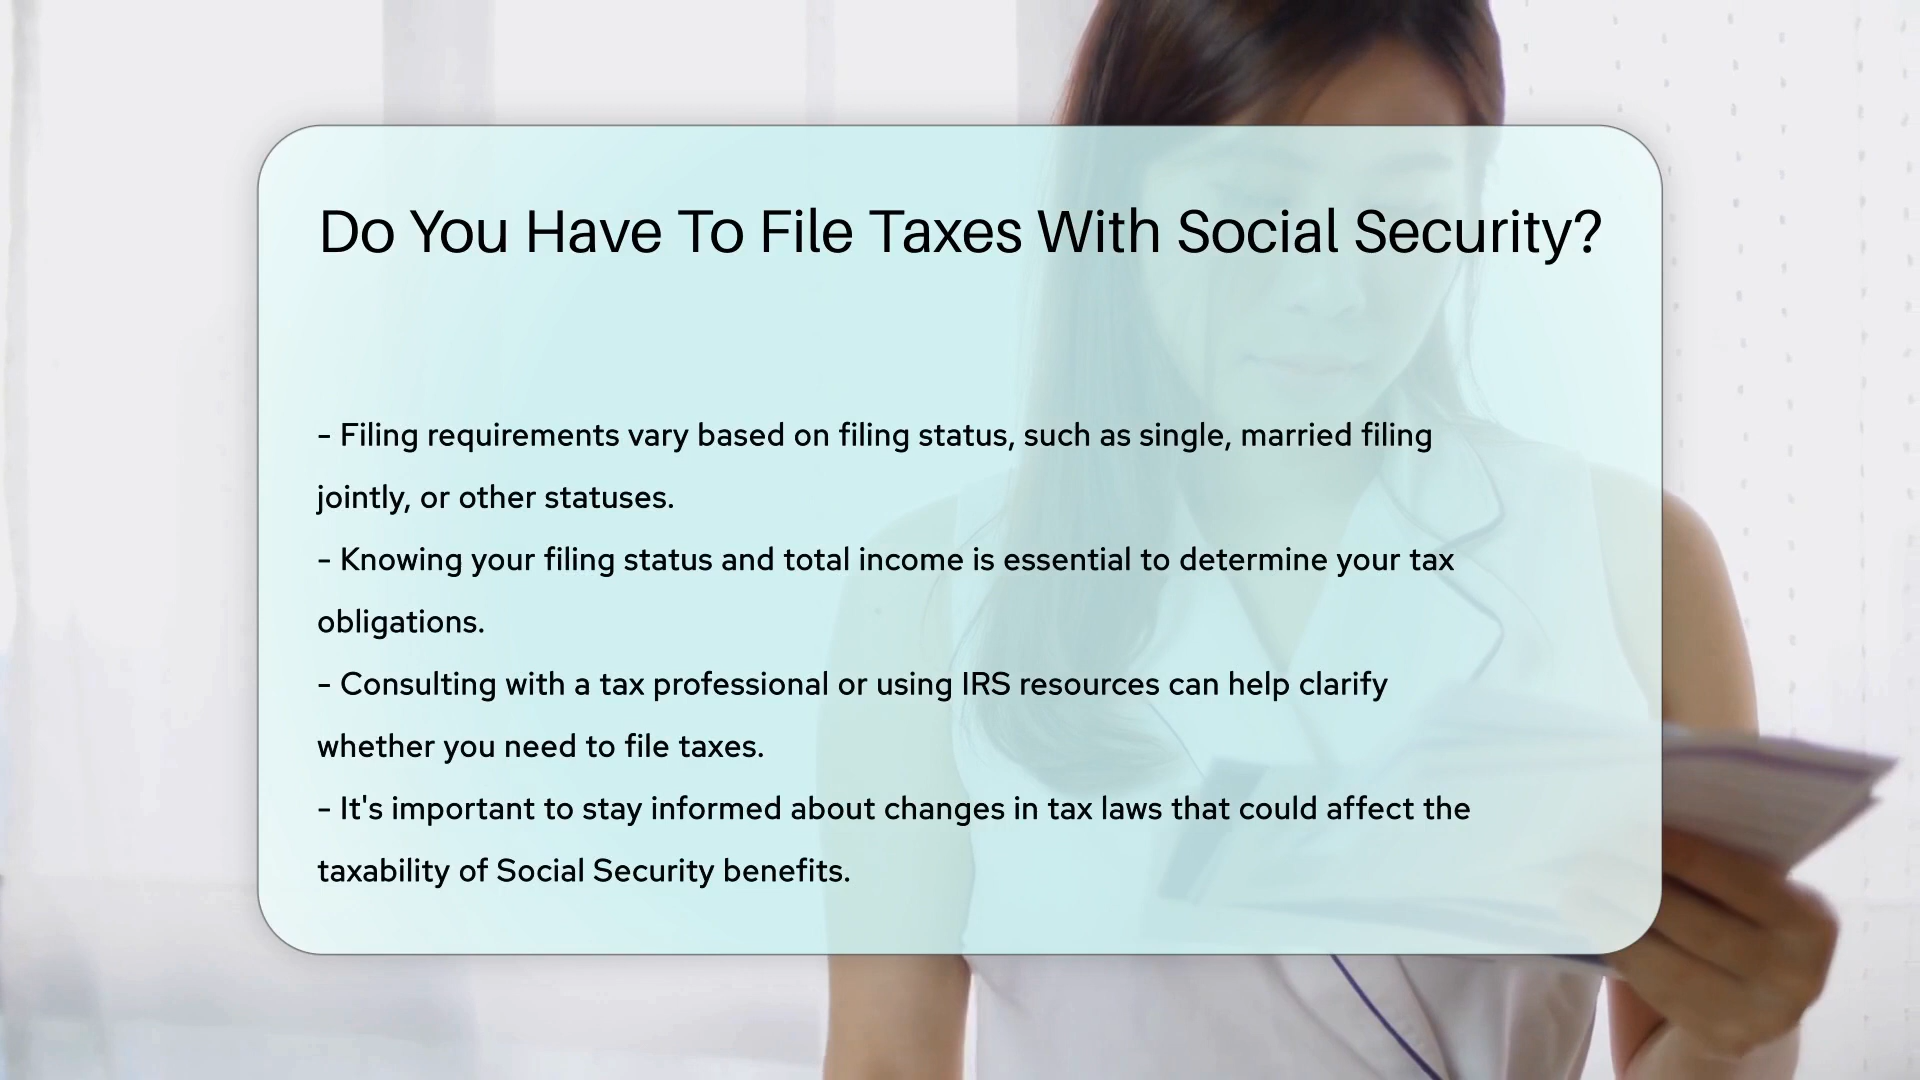 Do You Have To File Taxes With Social Security?
- Filing requirements vary based on filing status, such as single, married filing
jointly, or other statuses.
- Knowing your filing status and total income is essential to determine your tax
obligations.
- Consulting with a tax professional or using IRS resources can help clarify
whether you need to file taxes.
- It's important to stay informed about changes in tax laws that could affect the
taxability of Social Security benefits.